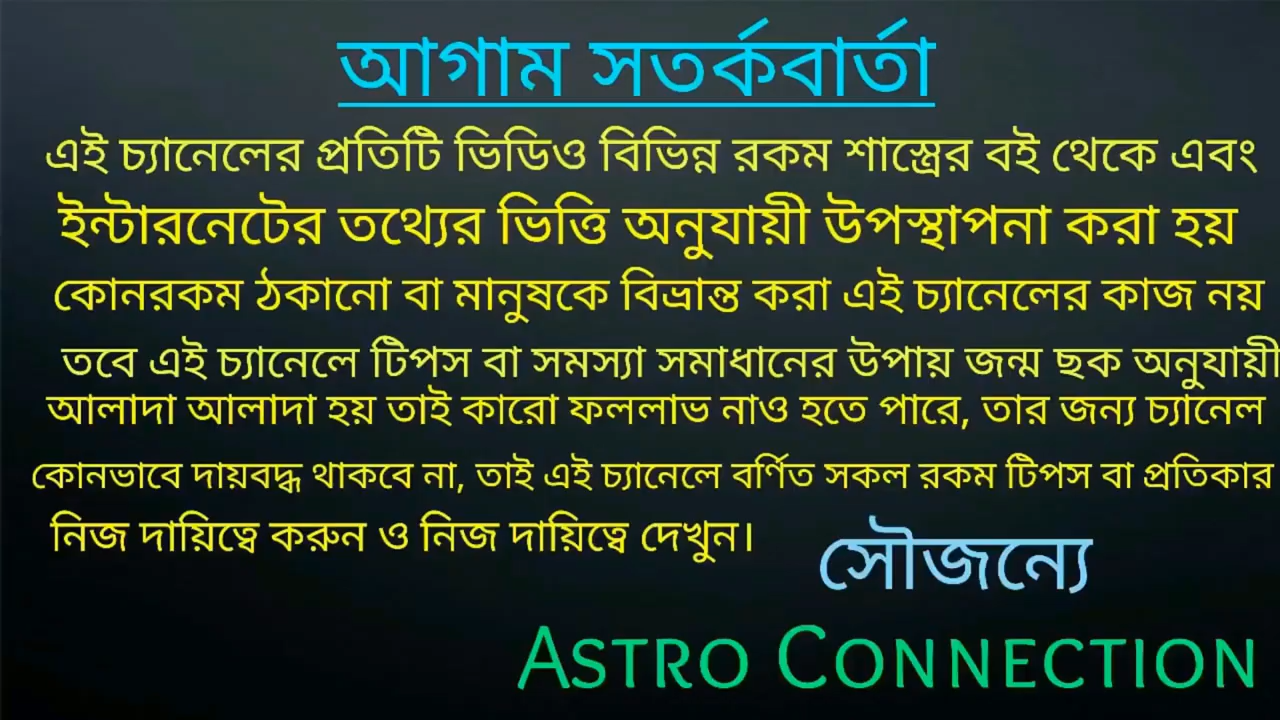 আগাম সতর্কবার্তা
এই চ্যানেলের প্রতিটি ভিডিও বিভিন্ন রকম শাস্ত্রের বই থেকে এবং
ইন্টারনেটের তথ্যের ভিত্তি অনুযায়ী উপস্থাপনা করা হয়
কোনরকম ঠকানো বা মানুষকে বিভ্রান্ত করা এই চ্যানেলের কাজ নয়
তবে এই চ্যানেলে টিপস বা সমস্যা সমাধানের উপায় জন্ম ছক অনুযায়ী
আলাদা আলাদা হয় তাই কারো ফললাভ নাও হতে পারে, তার জন্য চ্যানেল
কোনভাবে দায়বদ্ধ থাকবে না, তাই এই চ্যানেলে বর্ণিত সকল রকম টিপস বা প্রতিকার
নিজ দায়িত্বে করুন ও নিজ দায়িত্বে দেখুন।
সৌজন্যে
ASTRO CONNECTION